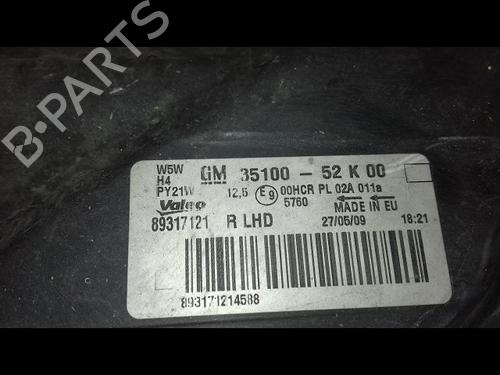 B-PARTS
W5W
H4
PY21W
GM 35100 - 52 K 00
12,5 E9 00HCR PL 02A 011a
5760 MADE IN EU
Valeo
89317121 R LHD 27/05/09 18:21
893171214588